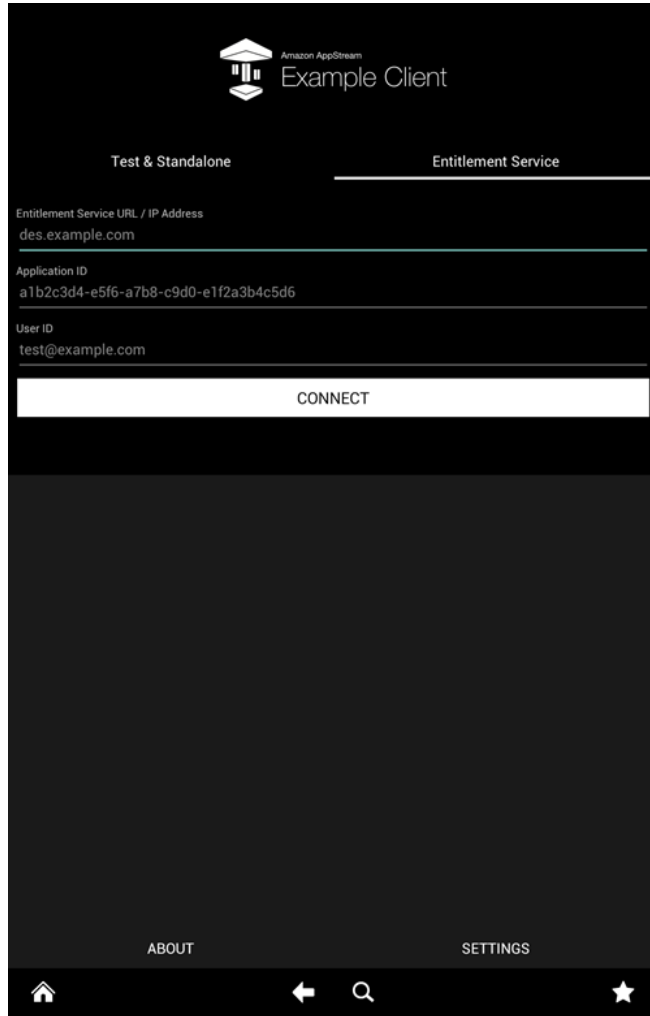 Amazon AppStream
Example Client
Test & Standalone
Entitlement Service
Entitlement Service URL / IP Address
des.example.com
Application ID
a1b2c3d4-e5f6-a7b8-c9d0-e1f2a3b4c5d6
User ID
test@example.com
CONNECT
ABOUT
SETTINGS